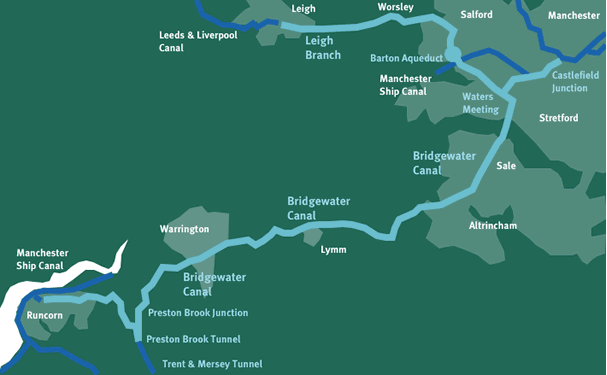 Leigh
Worsley
Salford
Manchester
Leeds & Liverpool
Canal
Leigh
Branch
Barton Aqueduct
Manchester
Ship Canal
Castlefield
Junction
Waters
Meeting
Stretford
Bridgewater
Canal
Sale
Bridgewater
Canal
Altrincham
Warrington
Lymm
Manchester
Ship Canal
Bridgewater
Canal
Runcorn
Preston Brook Junction
Preston Brook Tunnel
Trent & Mersey Tunnel